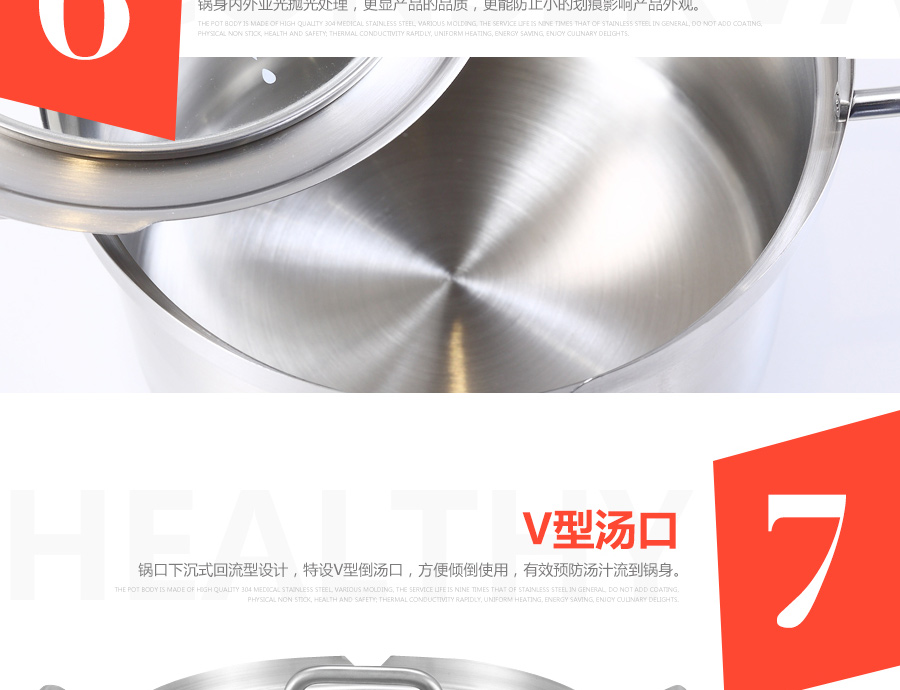 6
锅身内外亚光抛光处理，更显产品的品质，更能防止小的划痕影响产品外观。
THE POT BODY IS MADE OF HIGH QUALITY 304 MEDICAL STAINLESS STEEL, VARIOUS MOLDING, THE SERVICE LIFE IS NINE TIMES THAT OF STAINLESS STEEL IN GENERAL, DO NOT ADD COATING
PHYSICAL NON STICK, HEALTH AND SAFETY; THERMAL CONDUCTIVITY RAPIDLY, UNIFORM HEATING, ENERGY SAVING, ENJOY CULINARY DELIGHTS.
HEALTHY
V型汤口
7
锅口下沉式回流型设计，特设V型倒汤口，方便倾倒使用，有效预防汤汁流到锅身。
THE POT BODY IS MADE OF HIGH QUALITY 304 MEDICAL STAINLESS STEEL, VARIOUS MOLDING, THE SERVICE LIFE IS NINE TIMES THAT OF STAINLESS STEEL IN GENERAL, DO NOT ADD COATING,
PHYSICAL NON STICK, HEALTH AND SAFETY; THERMAL CONDUCTIVITY RAPIDLY, UNIFORM HEATING, ENERGY SAVING, ENJOY CULINARY DELIGHTS.